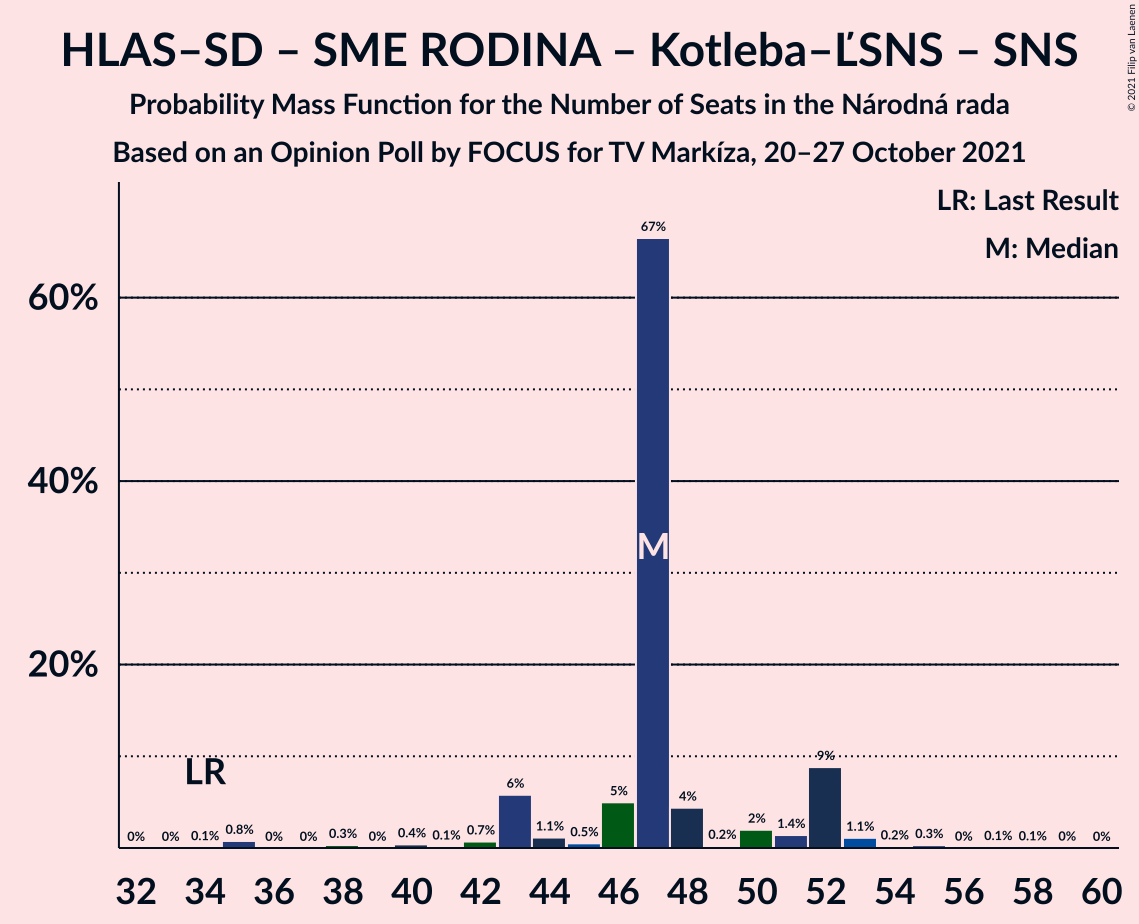 HLAS–SD – SME RODINA – Kotleba–ĽSNS – SNS
Probability Mass Function for the Number of Seats in the Národná rada
Based on an Opinion Poll by FOCUS for TV Markíza, 20–27 October 2021
© 2021 Filip van Laenen
LR: Last Result
M: Median
60%
40%
20%
LR
M
0% 0% 0.1% 0.8% 0% 0% 0.3% 0% 0.4% 0.1% 0.7% 6% 1.1% 0.5% 5% 67% 4% 0.2% 2% 1.4% 9% 1.1% 0.2% 0.3% 0% 0.1% 0.1% 0% 0%
32 34 36 38 40 42 44 46 48 50 52 54 56 58 60